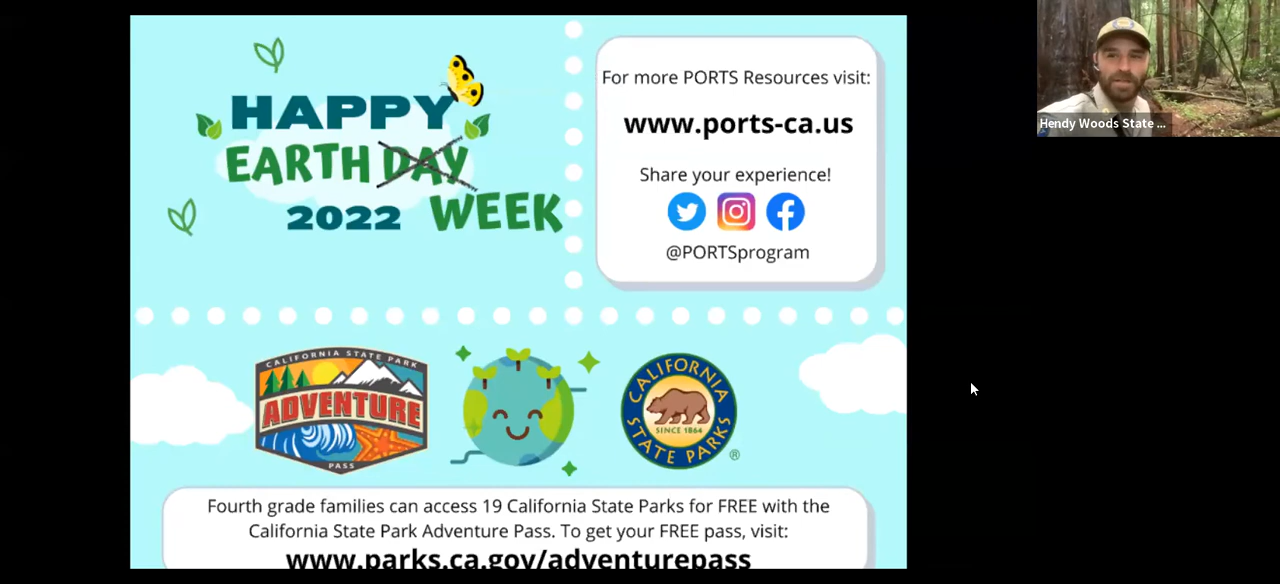 HAPPY
EARTH DAY
2022 WEEK
For more PORTS Resources visit:
www.ports-ca.us
Share your experience!
@PORTSprogram
Hendy Woods State ...
CALIFORNIA STATE PARK
ADVENTURE
PASS
CALIFORNIA
SINCE 1864
STATE PARKS
®
Fourth grade families can access 19 California State Parks for FREE with the
California State Park Adventure Pass. To get your FREE pass, visit:
www.parks.ca.gov/adventurepass